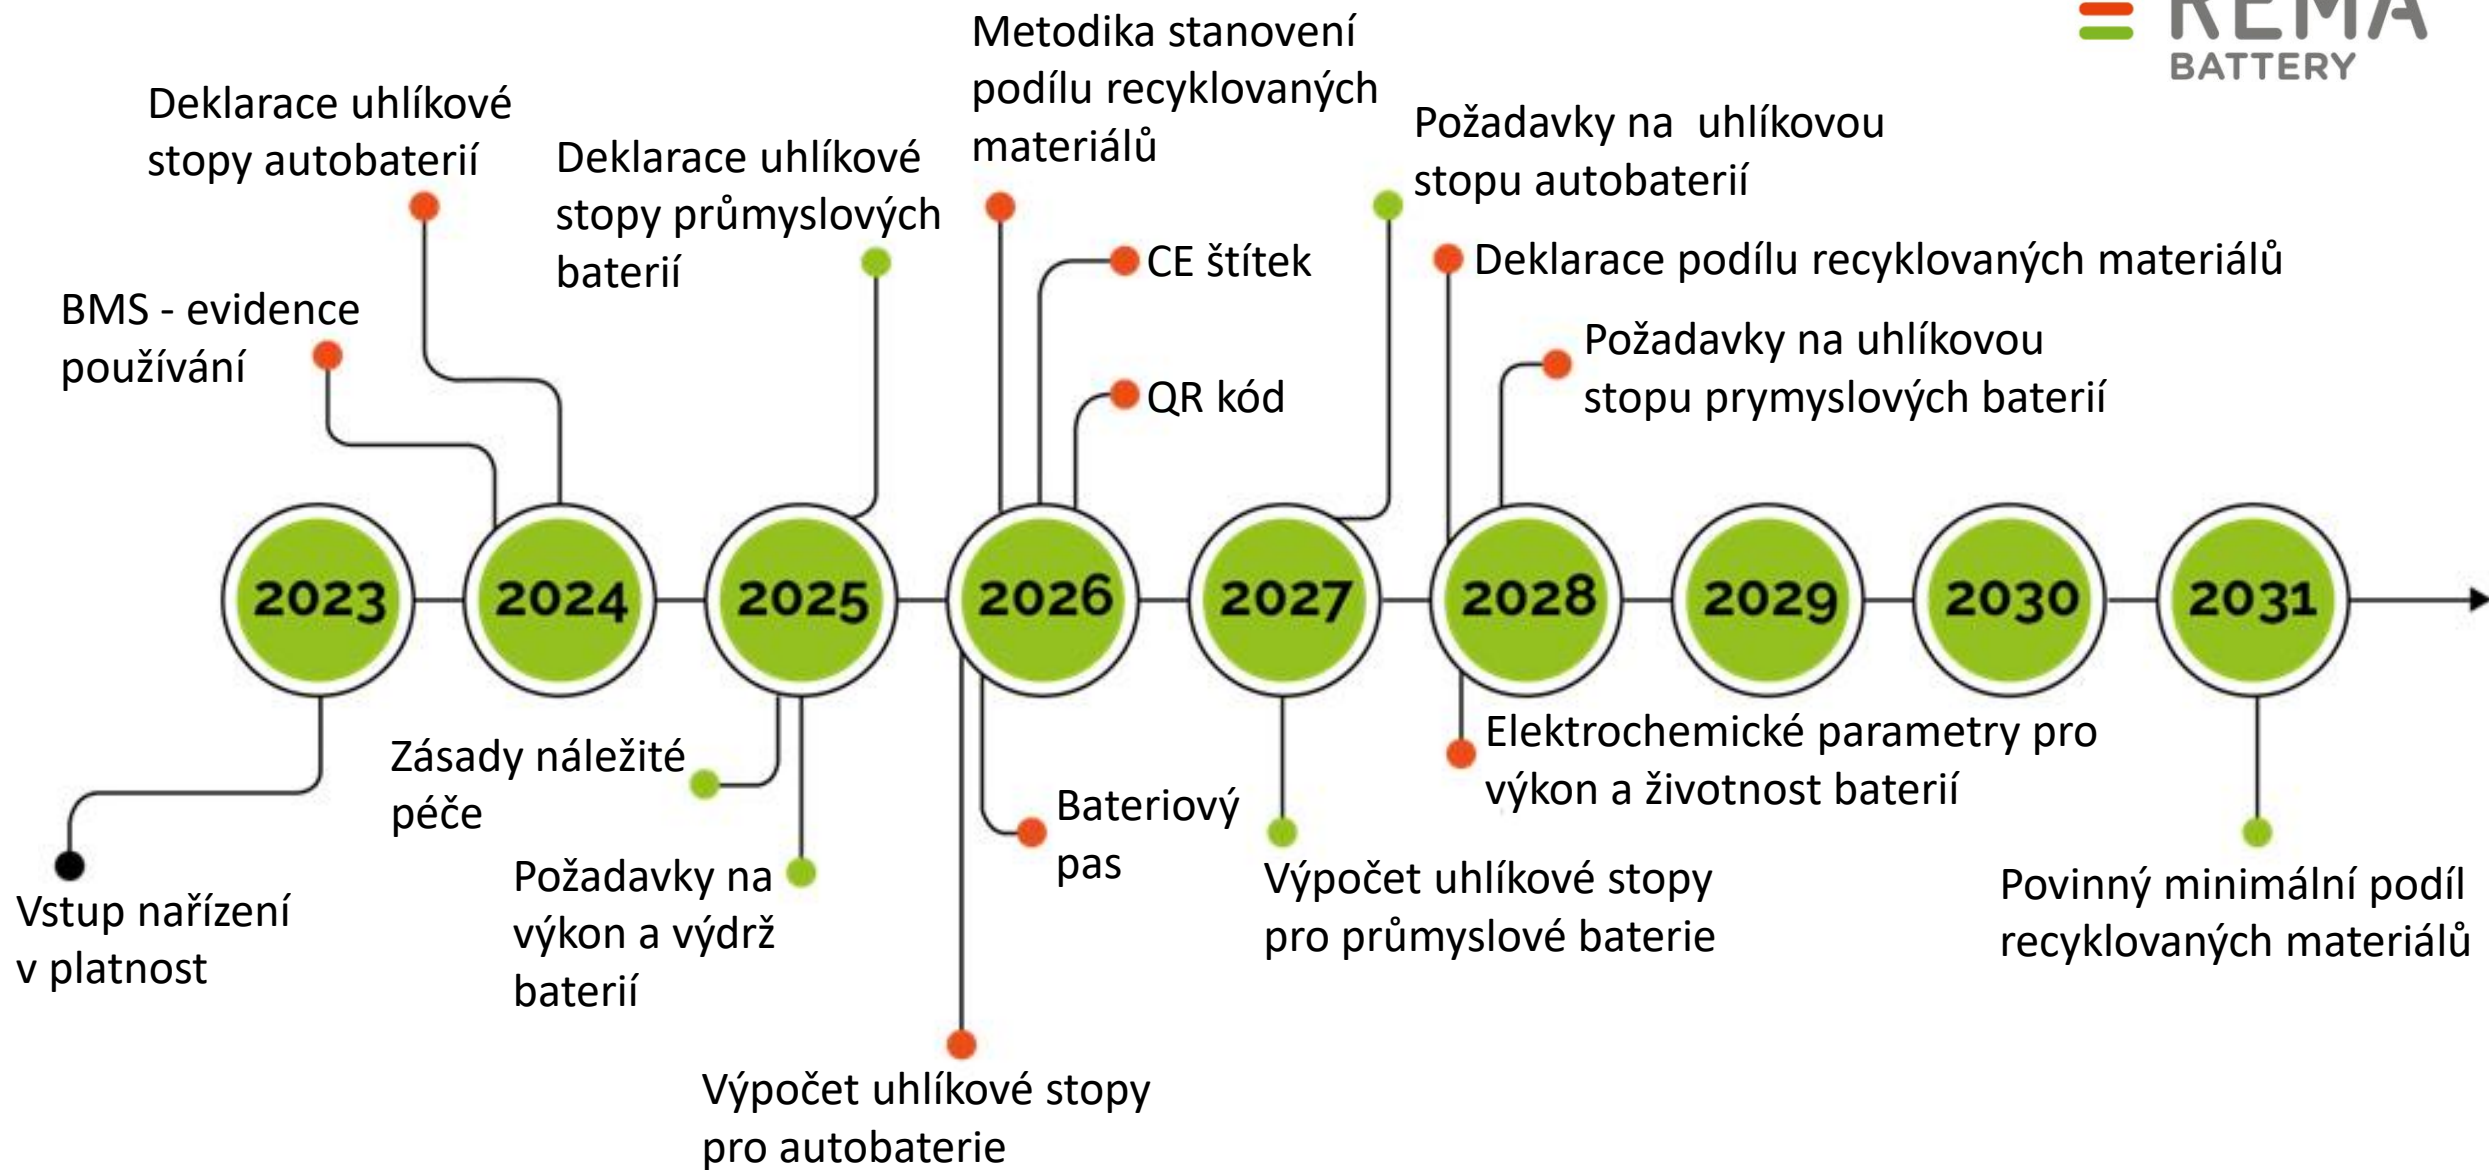 REMA
BATTERY
Metodika stanovení
podílu recyklovaných
materiálů
Deklarace uhlíkové
stopy autobaterií
Deklarace uhlíkové
stopy průmyslových
baterií
Požadavky na  uhlíkovou
stopu autobaterií
CE štítek
Deklarace podílu recyklovaných materiálů
BMS - evidence
používání
QR kód
Požadavky na uhlíkovou
stopu prymyslových baterií
2023
2024
2025
2026
2027
2028
2029
2030
2031
Vstup nařízení
v platnost
Zásady náležité
péče
Požadavky na
výkon a výdrž
baterií
Výpočet uhlíkové stopy
pro autobaterie
Bateriový
pas
Výpočet uhlíkové stopy
pro průmyslové baterie
Elektrochemické parametry pro
výkon a životnost baterií
Povinný minimální podíl
recyklovaných materiálů